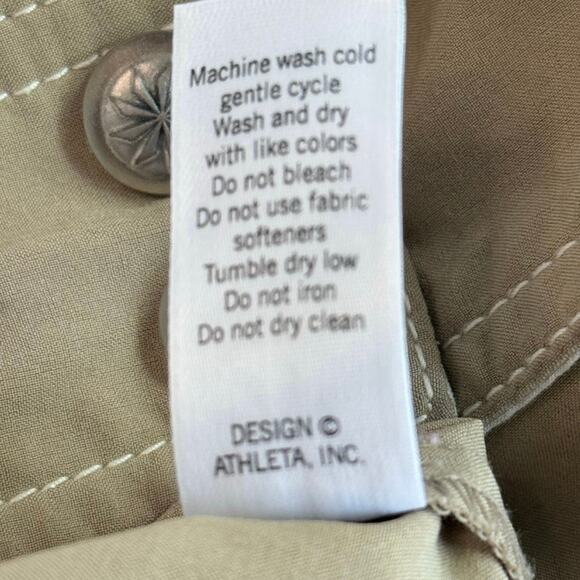 Machine wash cold
gentle cycle
Wash and dry
with like colors
Do not bleach
Do not use fabric
softeners
Tumble dry low
Do not iron
Do not dry clean
DESIGN ©
ATHLETA, INC.